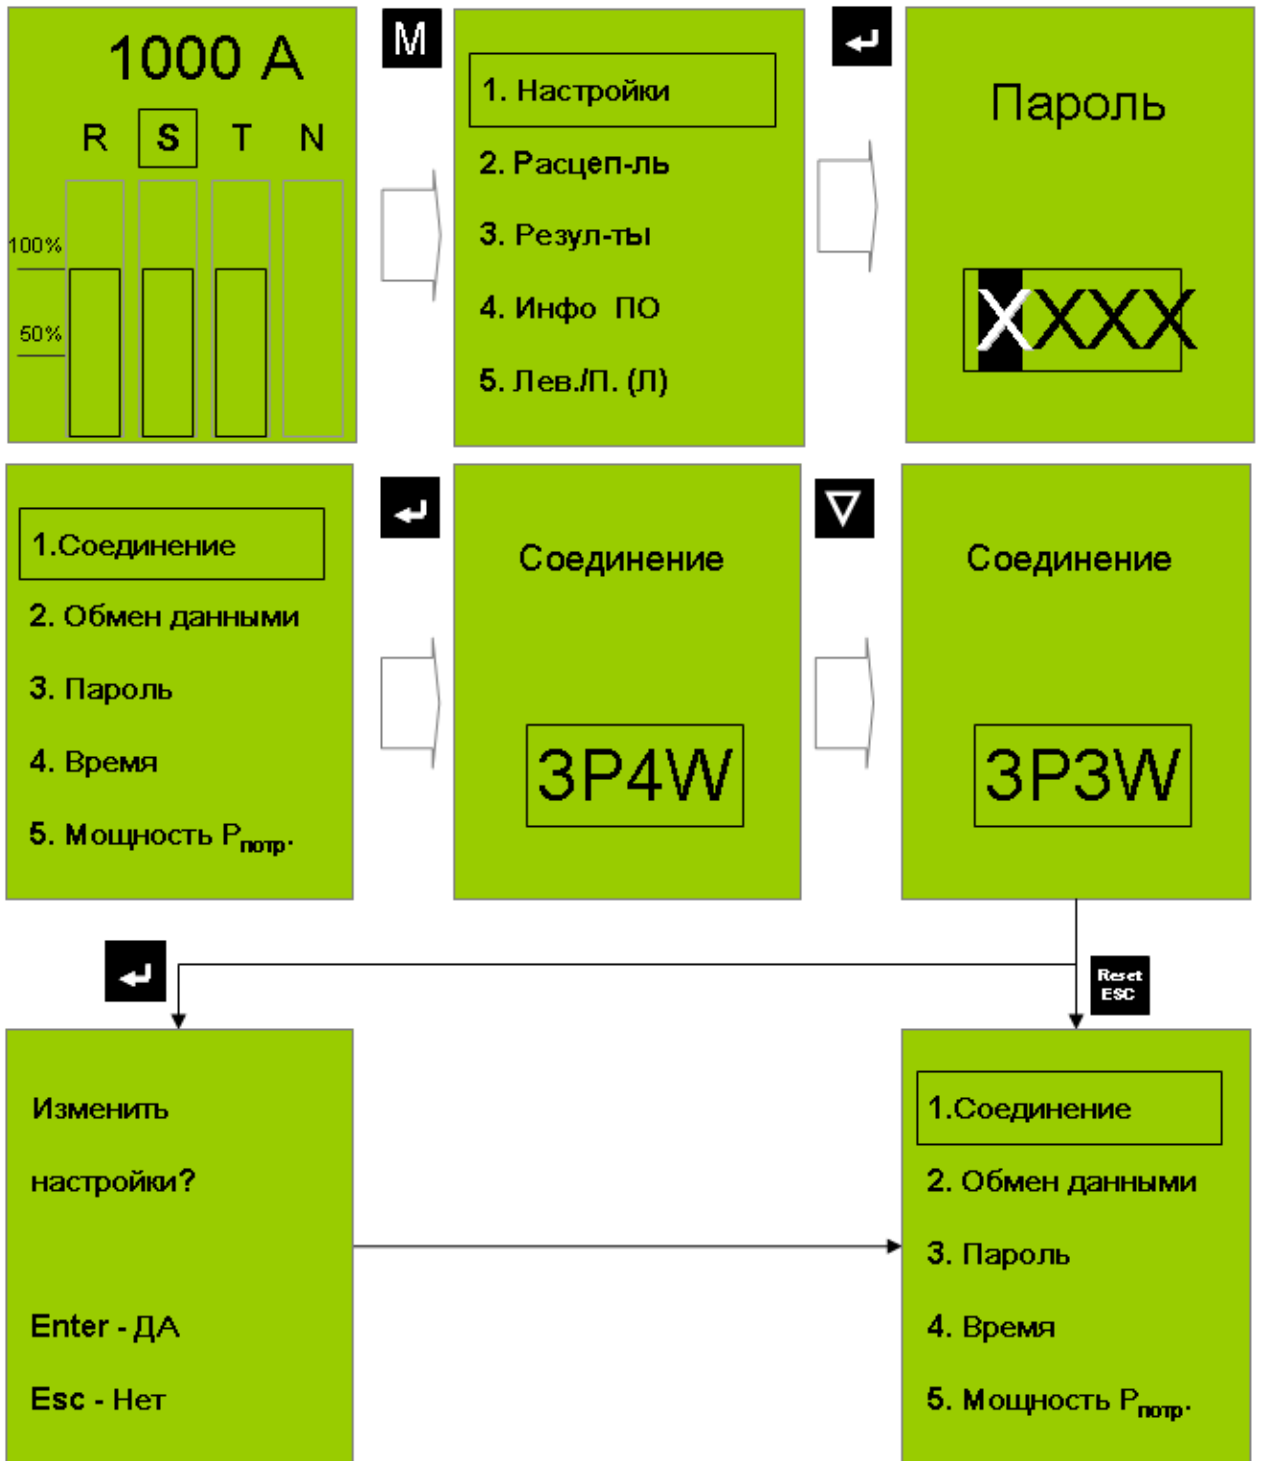 1000 A
R S T N
100%
50%
M
1. Настройки
2. Расцеп-ль
3. Резул-ты
4. Инфо ПО
5. Лев./П. (Л)
Пароль
XXXX
1.Соединение
2. Обмен данными
3. Пароль
4. Время
5. Мощность Pпотр.
Соединение
3P4W
Соединение
3P3W
Reset
ESC
Изменить
настройки?
Enter - ДА
Esc - Нет
1.Соединение
2. Обмен данными
3. Пароль
4. Время
5. Мощность Pпотр.